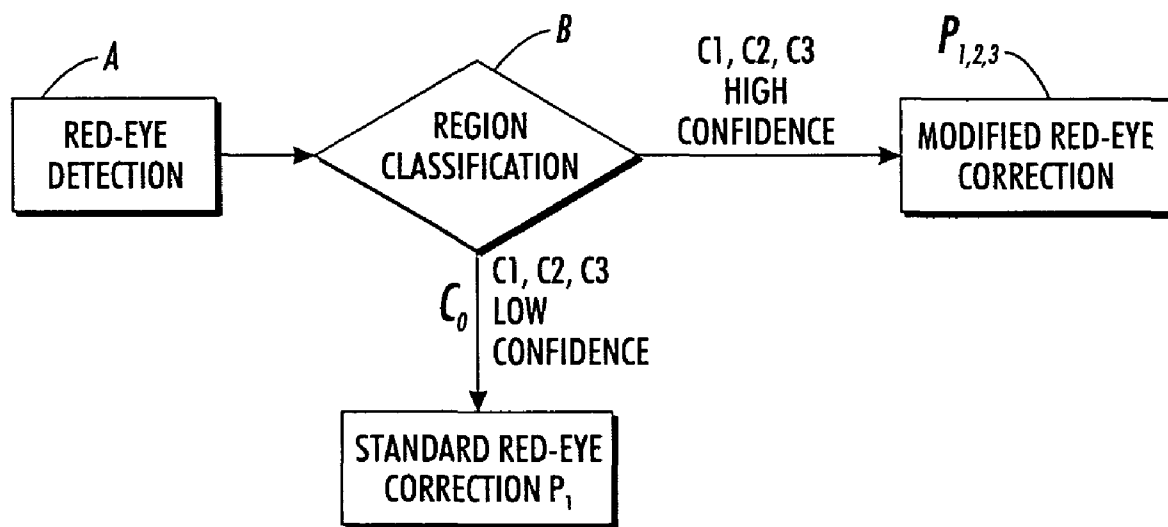 A
RED-EYE
DETECTION
B
REGION
CLASSIFICATION
C1, C2, C3
HIGH
CONFIDENCE
P1,2,3
MODIFIED RED-EYE
CORRECTION
C0
C1, C2, C3
LOW
CONFIDENCE
STANDARD RED-EYE
CORRECTION P1